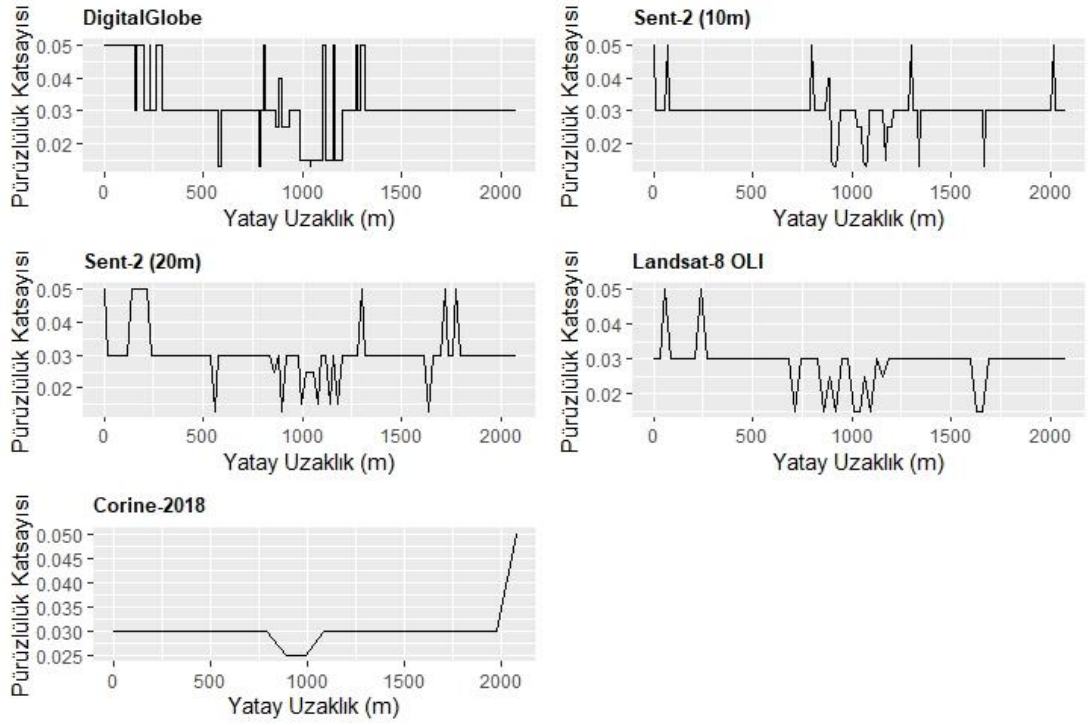 DigitalGlobe
Pürüzlülük Katsayısı
0.05
0.04
0.03
0.02
0 500 1000 1500 2000
Yatay Uzaklık (m)
Sent-2 (10m)
Pürüzlülük Katsayısı
0.05
0.04
0.03
0.02
0 500 1000 1500 2000
Yatay Uzaklık (m)
Sent-2 (20m)
Pürüzlülük Katsayısı
0.05
0.04
0.03
0.02
0 500 1000 1500 2000
Yatay Uzaklık (m)
Landsat-8 OLI
Pürüzlülük Katsayısı
0.05
0.04
0.03
0.02
0 500 1000 1500 2000
Yatay Uzaklık (m)
Corine-2018
Pürüzlülük Katsayısı
0.050
0.045
0.040
0.035
0.030
0.025
0 500 1000 1500 2000
Yatay Uzaklık (m)